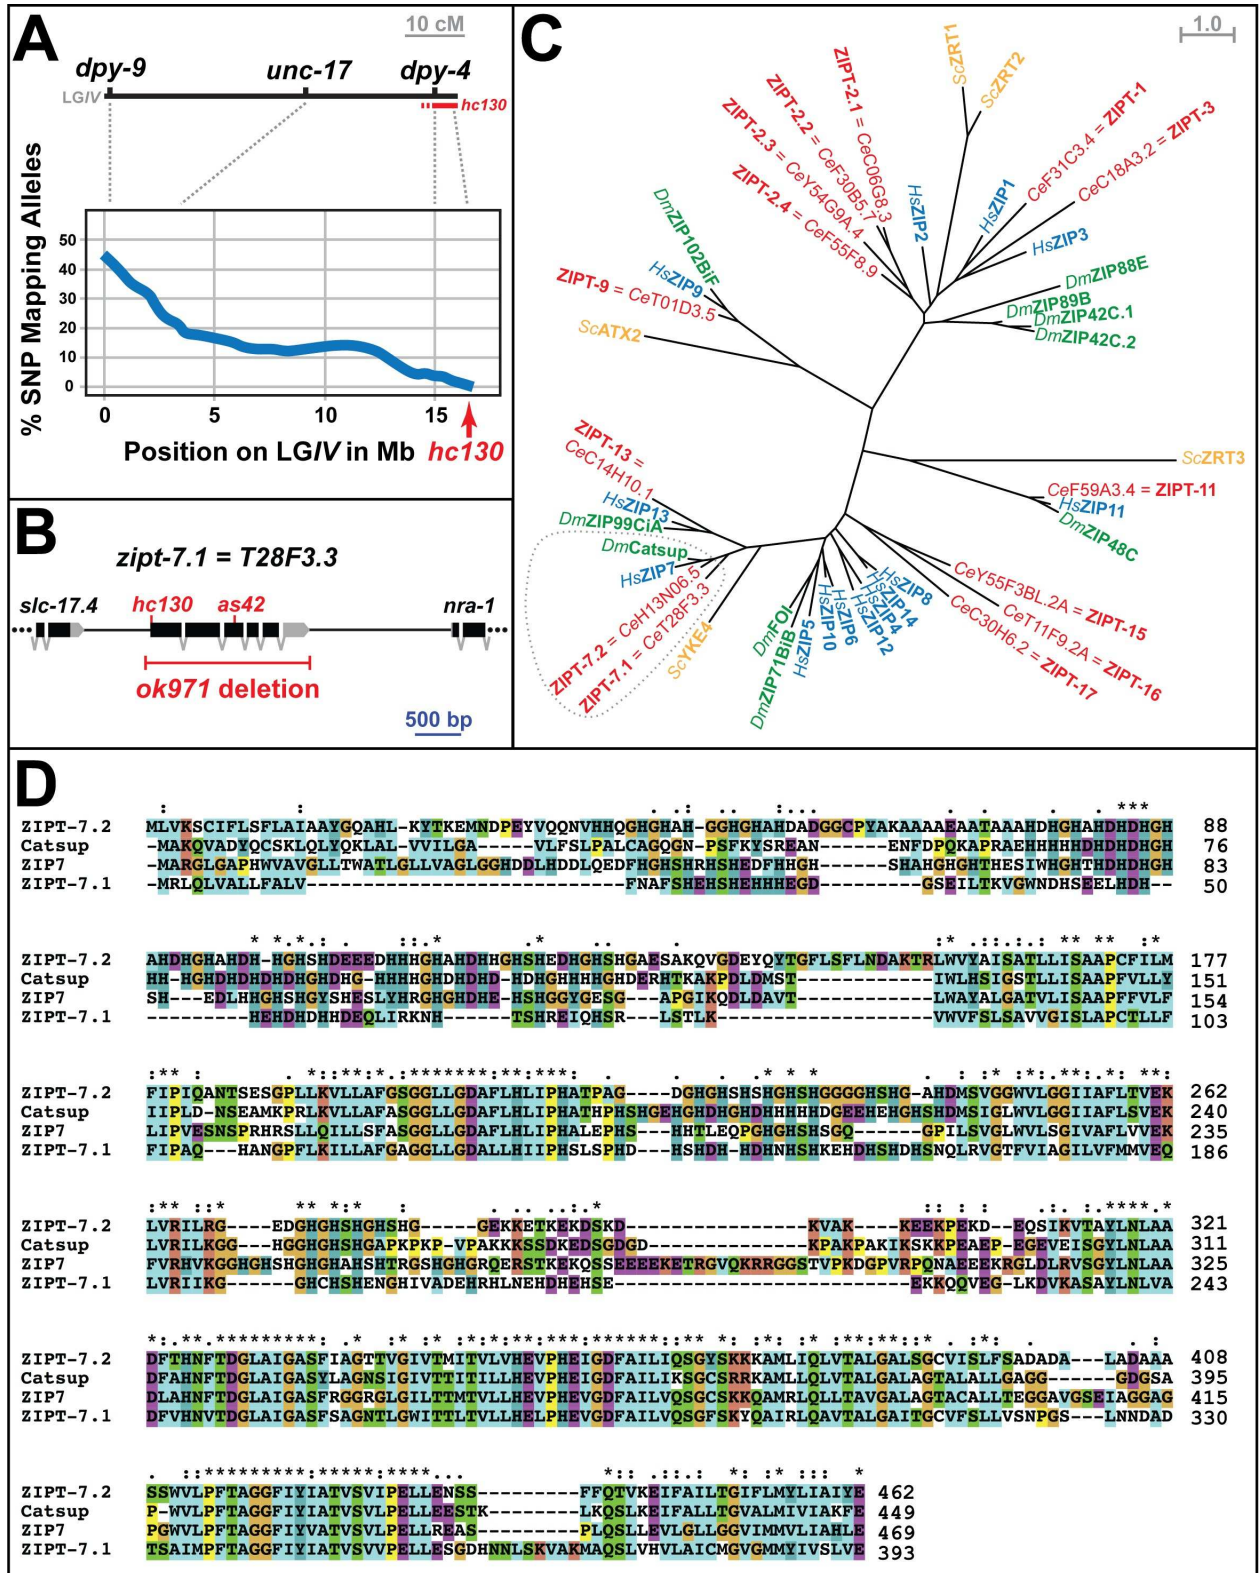 A
10 cM
dpy-9 unc-17 dpy-4
LGIV
hc130
% SNP Mapping Alleles
50
40
30
20
10
0
0 5 10 15
Position on LGIV in Mb hc130
B
zipt-7.1 = T28F3.3
slc-17.4 hc130 as42 nra-1
ok971 deletion
500 bp
C
1.0
ScZRT1
ScZRT2
ZIPT-2.1 = CeC06G8.3
ZIPT-2.2 = CeF30B5.7
ZIPT-2.3 = CeY54G9A.4
ZIPT-2.4 = CeF55F8.9
HsZIP2
HsZIP1
CeF31C3.4 = ZIPT-1
CeC18A3.2 = ZIPT-3
HsZIP3
DmZIP88E
DmZIP89B
DmZIP42C.1
DmZIP42C.2
DmZIP102BiF
HsZIP9
ZIPT-9 = CeT01D3.5
ScATX2
ScZRT3
CeF59A3.4 = ZIPT-11
HsZIP11
DmZIP48C
ZIPT-13 =
CeC14H10.1
HsZIP13
DmZIP99CiA
DmCatsup
HsZIP7
ZIPT-7.2 = CeH13N06.5
ZIPT-7.1 = CeT28F3.3
ScYKE4
DmFOI
DmZIP71BiB
HsZIP5
HsZIP10
HsZIP6
HsZIP12
HsZIP4
HsZIP14
HsZIP8
CeY55F3BL.2A = ZIPT-15
CeT11F9.2A = ZIPT-16
CeC30H6.2 = ZIPT-17
D
ZIPT-7.2 MLVKSCIFLSFLAIAAYGQAHL-KYTKEMNDPEYVQQNVHHQGHGHAH-GGHGHAHDADGGCPYAKAAAAEAATAAAHDHGHAHDHDHGH 88
Catsup -MAKQVADYQCSKLQLYQKLAL-VVILGA-----VLFSLPALCAGQGN-PSFKYSREAN------ENFDPQKAPRAEHHHHHDHDHDHGH 76
ZIP7 -MARGLGAPHWVAVGLLTWATLGLLVAGLGGHDDLHDDLQEDFHGHSHRHSHEDFHHGH-------SHAHGHGHTHESIWHGHTHDHDHGH 83
ZIPT-7.1 -MRLQLVALLFALV----------------------------FNAFSHEHSHEHHHEGD---------GSEILTKVGWNDHSEELHDH-- 50
ZIPT-7.2 AHDHGHAHDH-HGHSHDEEEDHHHGHAHDHHGHSHEDHGHSHGAESAKQVGDEYQYTGFLSFLNDAKTRLWVYAISATLLISAAPCFILM 177
Catsup HH-HGHDHDHDHDHGHDHG-HHHHGHDHDHD-HDHGHHHGHDERHTKAKPDLDMST------------IWLHSIGSTLLISAAPFVLLY 151
ZIP7 SH---EDLHHGHSHGYSHESLYHRGHGHDHE-HSHGGYGESG---APGIKQDLDAVT------------LWAYALGATVLISAAPFFVLF 154
ZIPT-7.1 ---------HEHDHDHHDEQLIRKNH------TSHREIQHSR---LSTLK-------------------VWVFSLSAVVGISLAPCTLLF 103
ZIPT-7.2 FIPIQANTSESGPLLKVLLAFGSGGLLGDAFLHLIPHATPAG----DGHGHSHSHGHSHGGGGHSHG-AHDMSVGGWVLGGIIAFLTVEK 262
Catsup IIPLD-NSEAMKPRLKVLLAFASGGLLGDAFLHLIPHATHPHSHGEHGHDHGHDHHHHHDGEEHEHGHSHDMSIGLWVLGGIIAFLSVEK 240
ZIP7 LIPVESNSPRHRSLLQILLSFASGGLLGDAFLHLIPHALEPHS---HHTLEQPGHGHSHSGQ------GPILSVGLWVLSGIVAFLVVEK 235
ZIPT-7.1 FIPAQ---HANGPFLKILLAFGAGGLLGDALLHIIPHSLSPHD---HSHDH-HDHNHSHKEHDHSHDHSNQLRVGTFVIAGILVFMMVEQ 186
ZIPT-7.2 LVRILRG----EDGHGHSHGHSHG-----GEKKETKEKDSKD----------------KVAK----KEEKPEKD--EQSIKVTAYLNLAA 321
Catsup LVRILKGG---HGGHGHSHGAPKPKP-VPAKKKSSDKEDSGDGD--------------KPAKPAKIKSKKPEAEP-EGEVEISGYLNLAA 311
ZIP7 FVRHVKGGHGHSHGHGHAHSHTRGSHGHGRQERSTKEKQSSEEEEKETRGVQKRRGGSTVPKDGPVRPQNAEEEKRGLDLRVSGYLNLAA 325
ZIPT-7.1 LVRIIKG------GHCHSHENGHIVADEHRHLNEHDHEHSE--------------------------EKKQQVEG-LKDVKASAYLNLVA 243
ZIPT-7.2 DFTHNFTDGLAIGASFIAGTTVGIVTMITVLVHEVPHEIGDFAILIQSGYSKKKAMLIQLVTALGALSGCVISLFSADADA---LADAAA 408
Catsup DFAHNFTDGLAIGASYLAGNSIGIVTTITILLHEVPHEIGDFAILIKSGCSRRKAMLLQLVTALGALAGTALALLGAGG------GDGSA 395
ZIP7 DLAHNFTDGLAIGASFRGGRGLGILTTMTVLLHEVPHEVGDFAILVQSGCSKKQAMRLQLLTAVGALAGTACALLTEGGAVGSEIAGGAG 415
ZIPT-7.1 DFVHNVTDGLAIGASFSAGNTLGWITTLTVLLHELPHEVGDFAILVQSGFSKYQAIRLQAVTALGAITGCVFSLLVSNPGS---LNNDAD 330
ZIPT-7.2 SSWVLPFTAGGFIYIATVSVIPELLENSS---------FFQTVKEIFAILTGIFLMYLIAIYE 462
Catsup P-WVLPFTAGGFIYIATVSVLPELLEESTK--------LKQSLKEIFALLTGVALMIVIAKFE 449
ZIP7 PGWVLPFTAGGFIYVATVSVLPELLREAS---------PLQSLLEVLGLLGGVIMMVLIAHLE 469
ZIPT-7.1 TSAIMPFTAGGFIYIATVSVVPELLESGDHNNLSKVAKMAQSLVHVLAICMGVGMMYIVSLVE 393